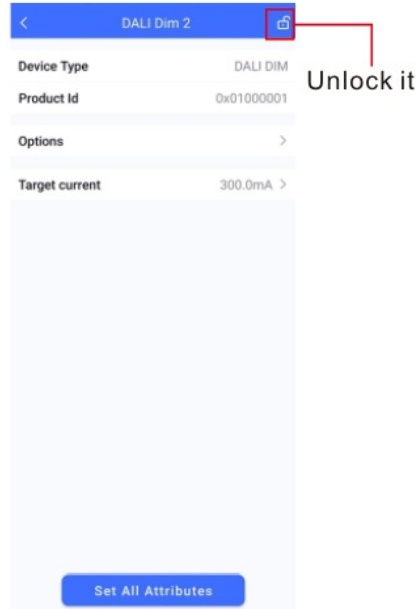 DALI Dim 2
Device Type DALI DIM
Unlock it
Product Id 0x01000001
Options
Target current 300.0mA
Set All Attributes